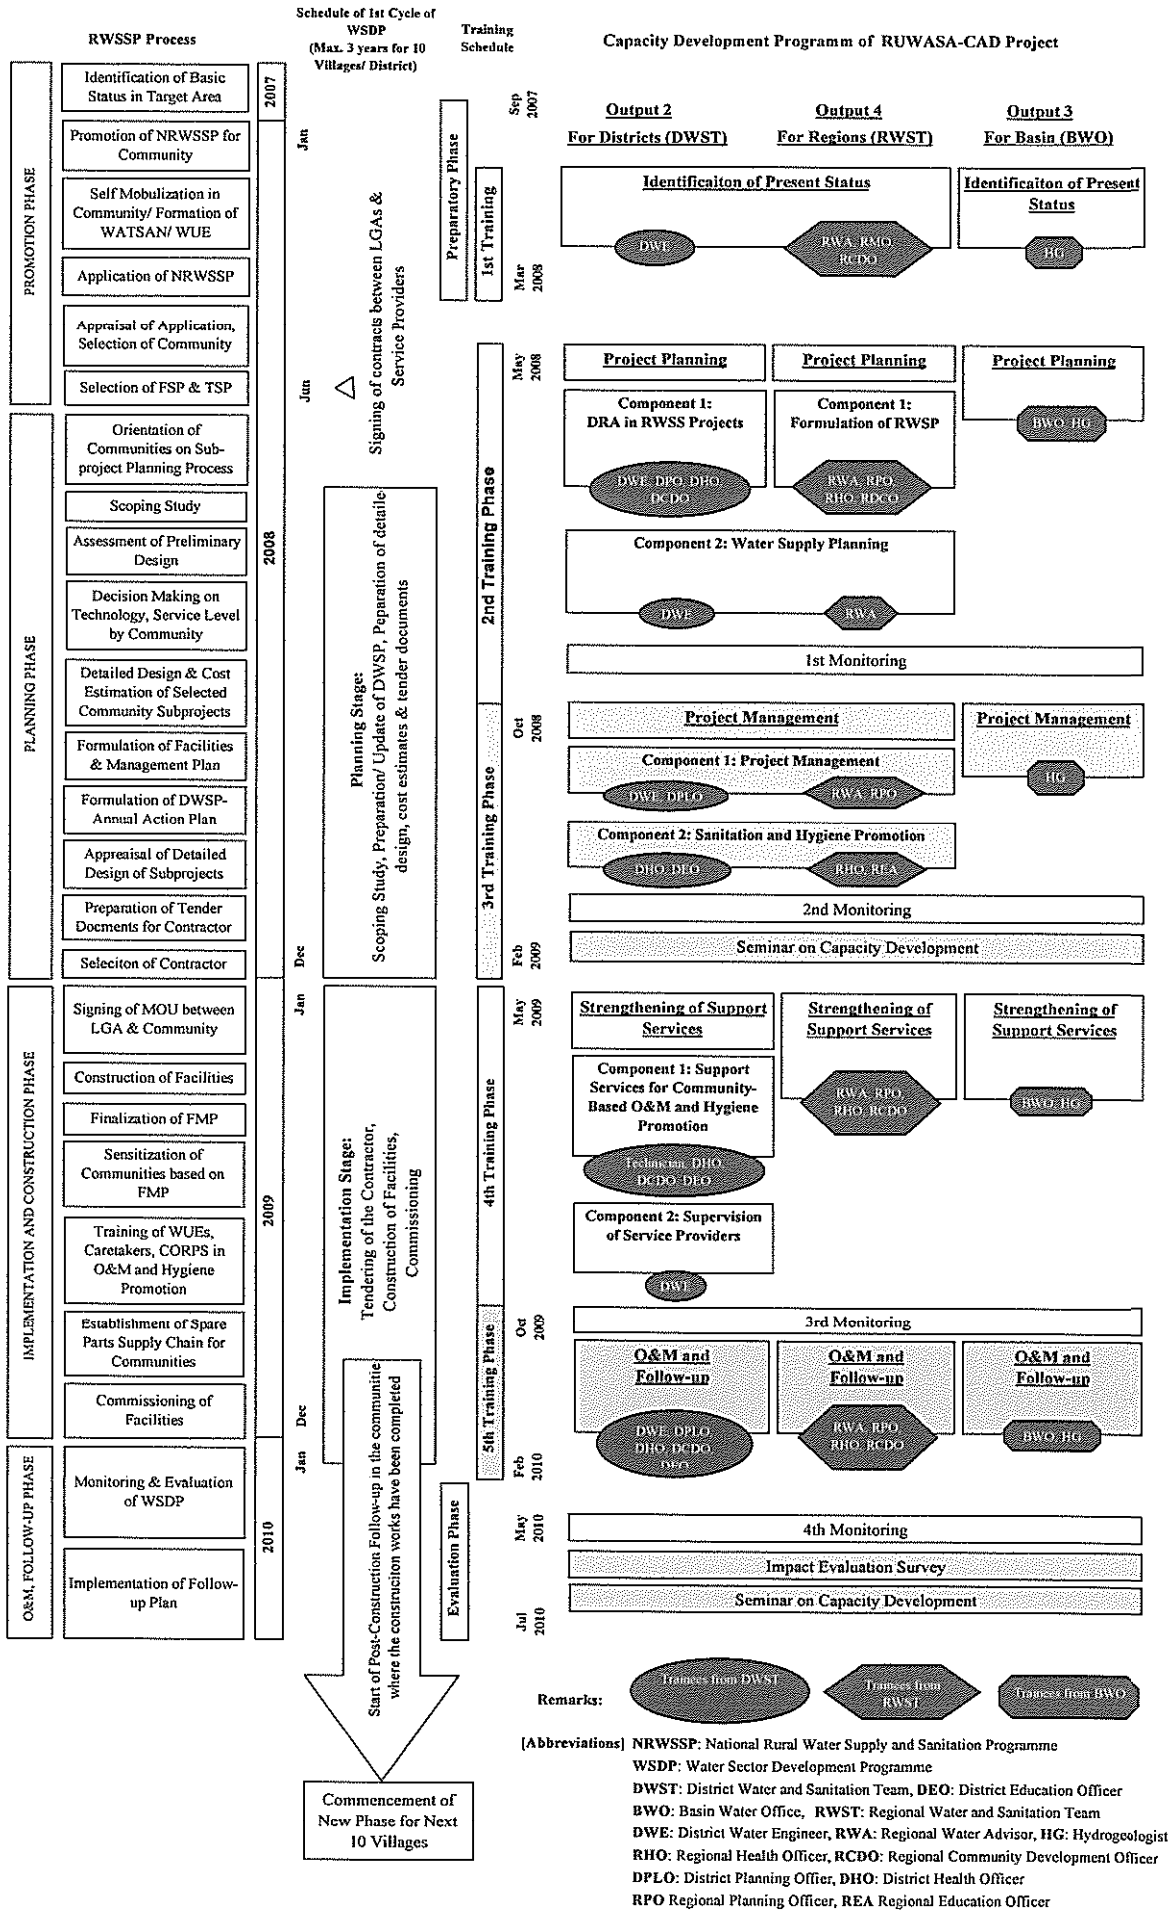 RWSSP Process
Schedule of 1st Cycle of
WSDP
(Max. 3 years for 10
Villages/ District)
Training
Schedule
Capacity Development Programm of RUWASA-CAD Project
PROMOTION PHASE
Identification of Basic
Status in Target Area
Promotion of NRWSSP for
Community
Self Mobulization in
Community/ Formation of
WATSAN/ WUE
Application of NRWSSP
Appraisal of Application,
Selection of Community
Selection of FSP & TSP
PLANNING PHASE
Orientation of
Communities on Sub-
project Planning Process
Scoping Study
Assessment of Preliminary
Design
Decision Making on
Technology, Service Level
by Community
Detailed Design & Cost
Estimation of Selected
Community Subprojects
Formulation of Facilities
& Management Plan
Formulation of DWSP-
Annual Action Plan
Apprraisal of Detailed
Design of Subprojects
Preparation of Tender
Docments for Contractor
Seleciton of Contractor
IMPLEMENTATION AND CONSTRUCTION PHASE
Signing of MOU between
LGA & Community
Construction of Facilities
Finalization of FMP
Sensitization of
Communities based on
FMP
Training of WUEs,
Caretakers, CORPS in
O&M and Hygiene
Promotion
Establishment of Spare
Parts Supply Chain for
Communities
Commissioning of
Facilities
O&M, FOLLOW-UP PHASE
Monitoring & Evaluation
of WSDP
Implementation of Follow-
up Plan
2007
2008
2009
2010
Jan
Jun
Dec
Jan
Dec
Jan
Signing of contracts between LGAs &
Service Providers
Planning Stage:
Scoping Study, Preparation/ Update of DWSP, Peparation of detaile
design, cost estimates & tender documents
Implementation Stage:
Tendering of the Contractor,
Construction of Facilities,
Commissioning
Start of Post-Construction Follow-up in the communitie
where the construciton works have been completed
Commencement of
New Phase for Next
10 Villages
Preparatory Phase
1st Training
2nd Training Phase
3rd Training Phase
4th Training Phase
5th Training Phase
Evaluation Phase
Sep
2007
Mar
2008
May
2008
Oct
2008
Feb
2009
May
2009
Oct
2009
Feb
2010
May
2010
Jul
2010
Output 2
For Districts (DWST)
Output 4
For Regions (RWST)
Output 3
For Basin (BWO)
Identificaiton of Present Status
DWE
RWA, RMO,
RCDO
Identificaiton of Present
Status
HG
Project Planning
Project Planning
Project Planning
Component 1:
DRA in RWSS Projects
DWE, DPO, DHO,
DCDO
Component 1:
Formulation of RWSP
RWA, RPO,
RHO, RDCO
BWO, HG
Component 2: Water Supply Planning
DWE
RWA
1st Monitoring
Project Management
Project Management
Component 1: Project Management
DWE, DPLO
RWA, RPO
HG
Component 2: Sanitation and Hygiene Promotion
DHO, DEO
RHO, REA
2nd Monitoring
Seminar on Capacity Development
Strengthening of Support
Services
Strengthening of
Support Services
Strengthening of
Support Services
Component 1: Support
Services for Community-
Based O&M and Hygiene
Promotion
Technician, DHO,
DCDO, DEO
RWA, RPO,
RHO, RCDO
BWO, HG
Component 2: Supervision
of Service Providers
DWE
3rd Monitoring
O&M and
Follow-up
O&M and
Follow-up
O&M and
Follow-up
DWE, DPLO
DHO, DCDO,
DEO
RWA, RPO,
RHO, RCDO
BWO, HG
4th Monitoring
Impact Evaluation Survey
Seminar on Capacity Development
Remarks:
Trainees from DWST
Trainees from
RWST
Trainees from BWO
[Abbreviations] NRWSSP: National Rural Water Supply and Sanitation Programme
WSDP: Water Sector Development Programme
DWST: District Water and Sanitation Team, DEO: District Education Officer
BWO: Basin Water Office, RWST: Regional Water and Sanitation Team
DWE: District Water Engineer, RWA: Regional Water Advisor, HG: Hydrogeologist
RHO: Regional Health Officer, RCDO: Regional Community Development Officer
DPLO: District Planning Offier, DHO: District Health Officer
RPO Regional Planning Officer, REA Regional Education Officer